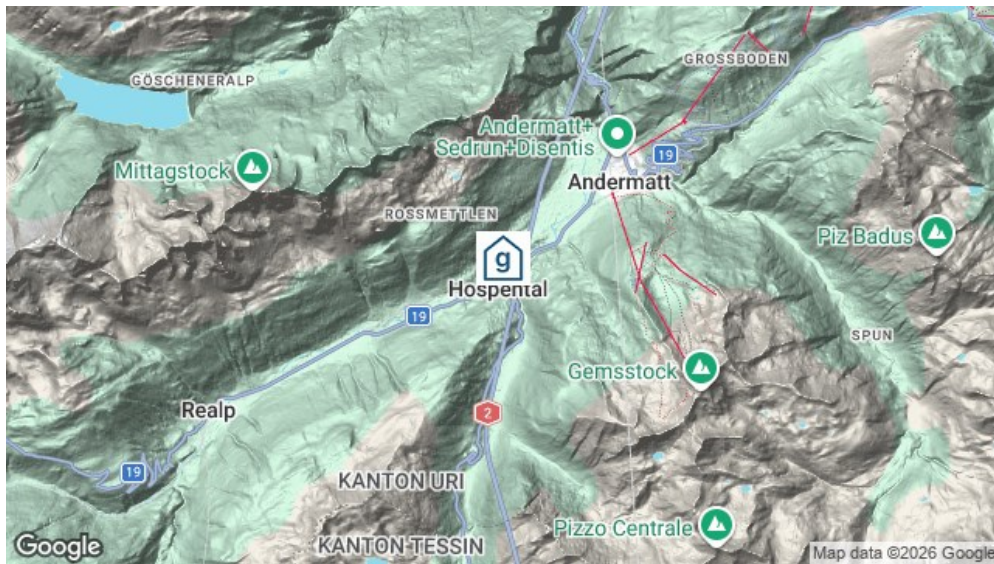 GÖSCHENERALP
GROSSBODEN
Andermatt+
Sedrun+Disentis
19
Mittagstock
Andermatt
ROSSMETTLEN
Piz Badus
g
Hospental
19
SPUN
Gemsstock
Realp
2
19
KANTON URI
Pizzo Centrale
KANTON TESSIN
Google
Map data ©2026 Google